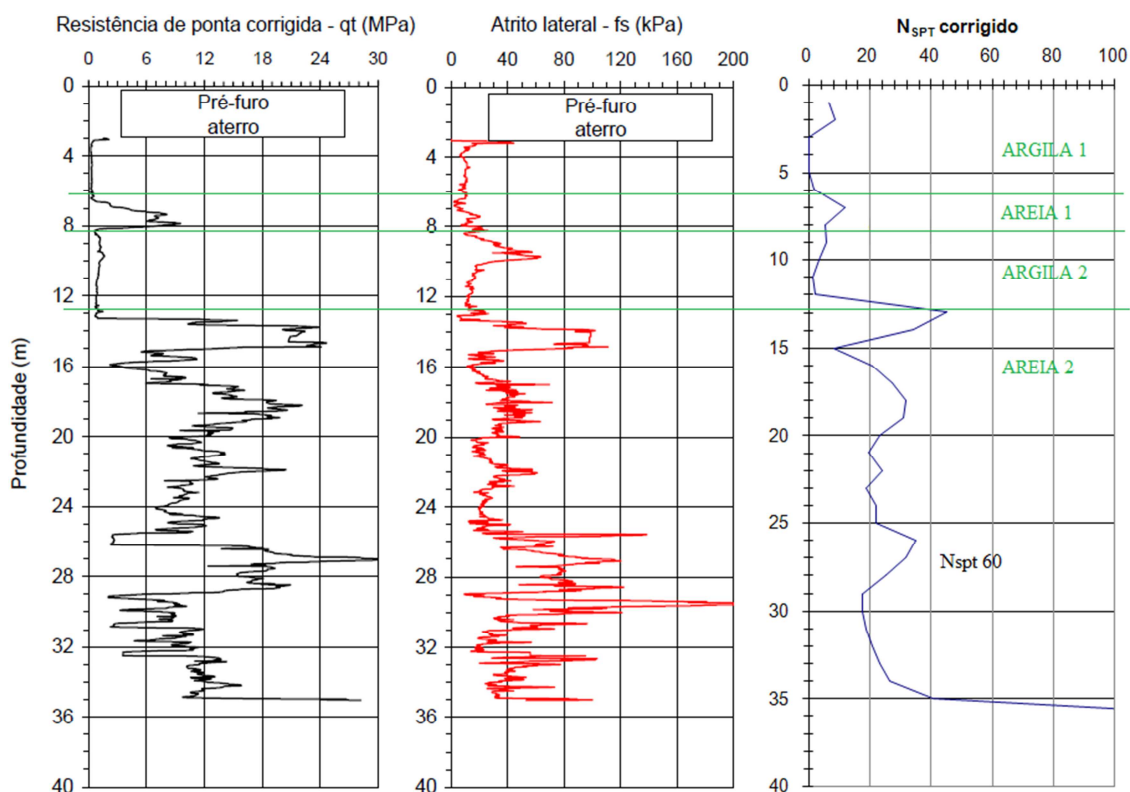 Resistência de ponta corrigida - qt (MPa)
0 6 12 18 24 30
Atrito lateral - fs (kPa)
0 40 80 120 160 200
N_SPT corrigido
0 20 40 60 80 100
Pré-furo
aterro
Pré-furo
aterro
Profundidade (m)
0
4
8
12
16
20
24
28
32
36
40
0
4
8
12
16
20
24
28
32
36
40
0
5
10
15
20
25
30
35
40
ARGILA 1
AREIA 1
ARGILA 2
AREIA 2
Nspt 60